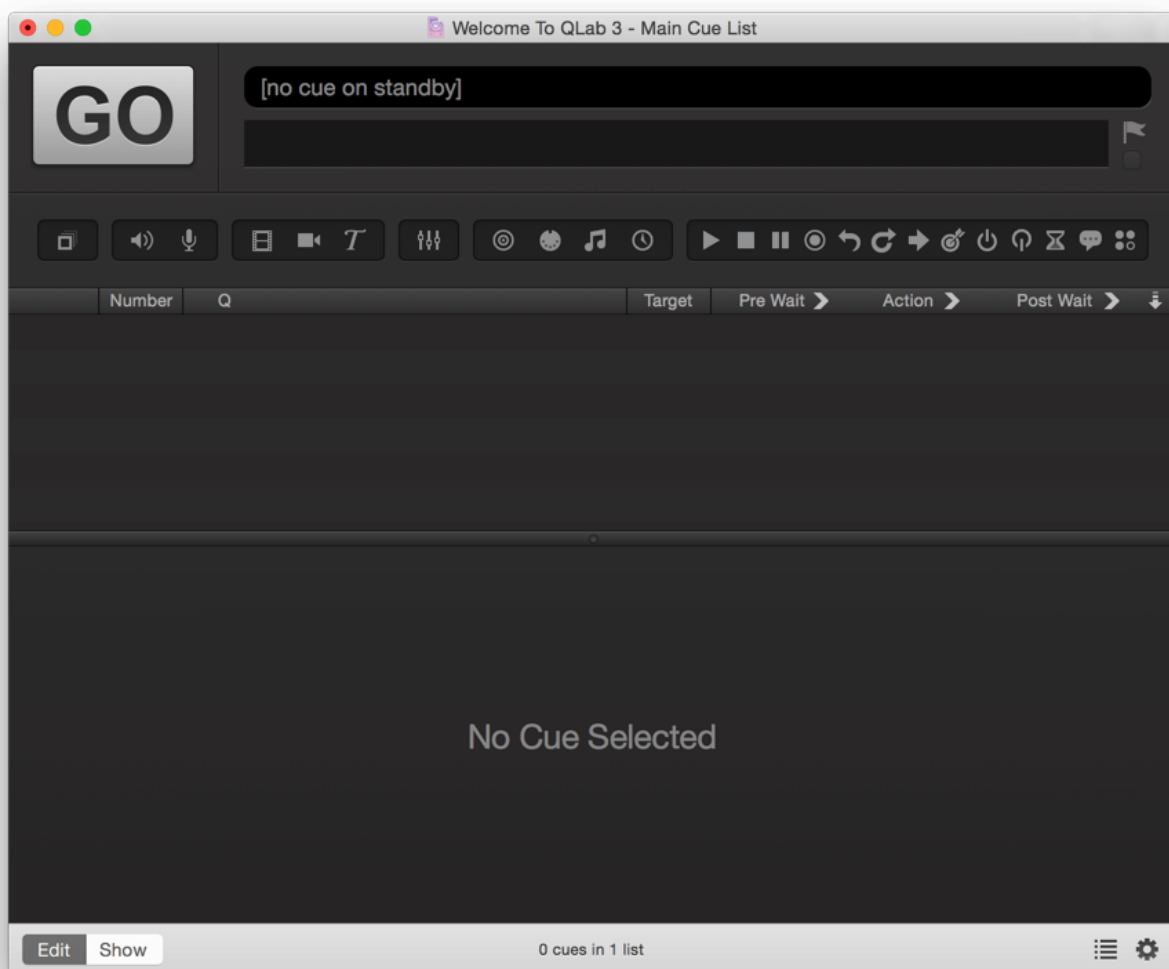 Welcome To QLab 3 - Main Cue List
GO
[no cue on standby]
T
Number Q Target Pre Wait Action Post Wait
No Cue Selected
Edit Show 0 cues in 1 list